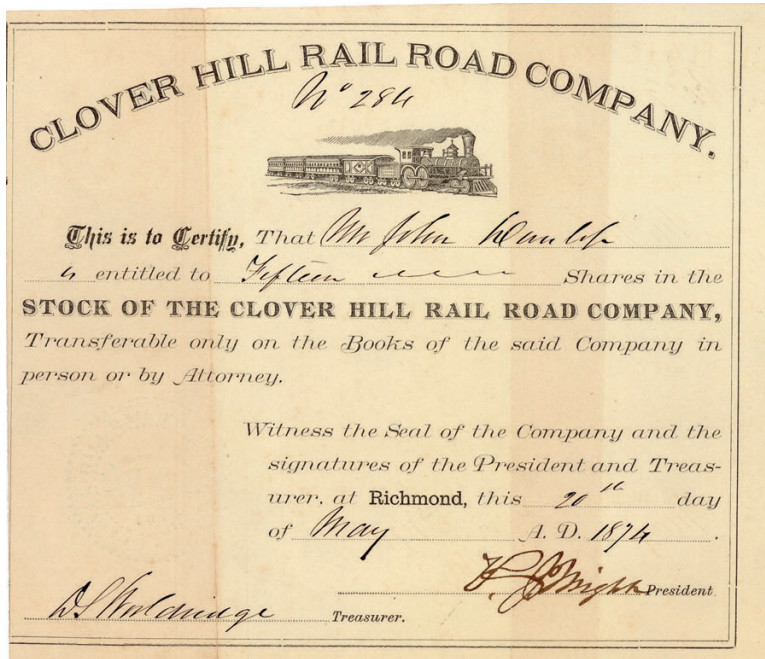 CLOVER HILL RAIL ROAD COMPANY.
No 284
This is to Certify, That Mr John Dunlop
is entitled to Fifteen Shares in the
STOCK OF THE CLOVER HILL RAIL ROAD COMPANY,
Transferable only on the Books of the said Company in
person or by Attorney.
Witness the Seal of the Company and the
signatures of the President and Treas-
urer, at Richmond, this 20th day
of May A. D. 1874.
Wright President
D S Wooldridge Treasurer.